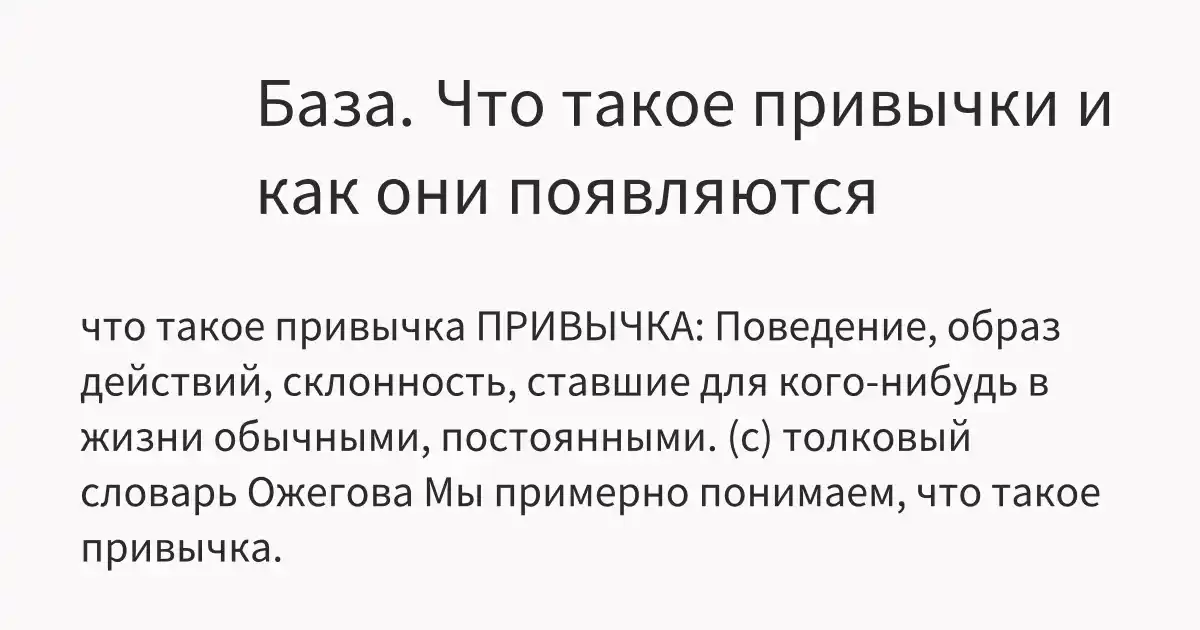 База. Что такое привычки и
как они появляются
что такое привычка ПРИВЫЧКА: Поведение, образ
действий, склонность, ставшие для кого-нибудь в
жизни обычными, постоянными. (с) толковый
словарь Ожегова Мы примерно понимаем, что такое
привычка.